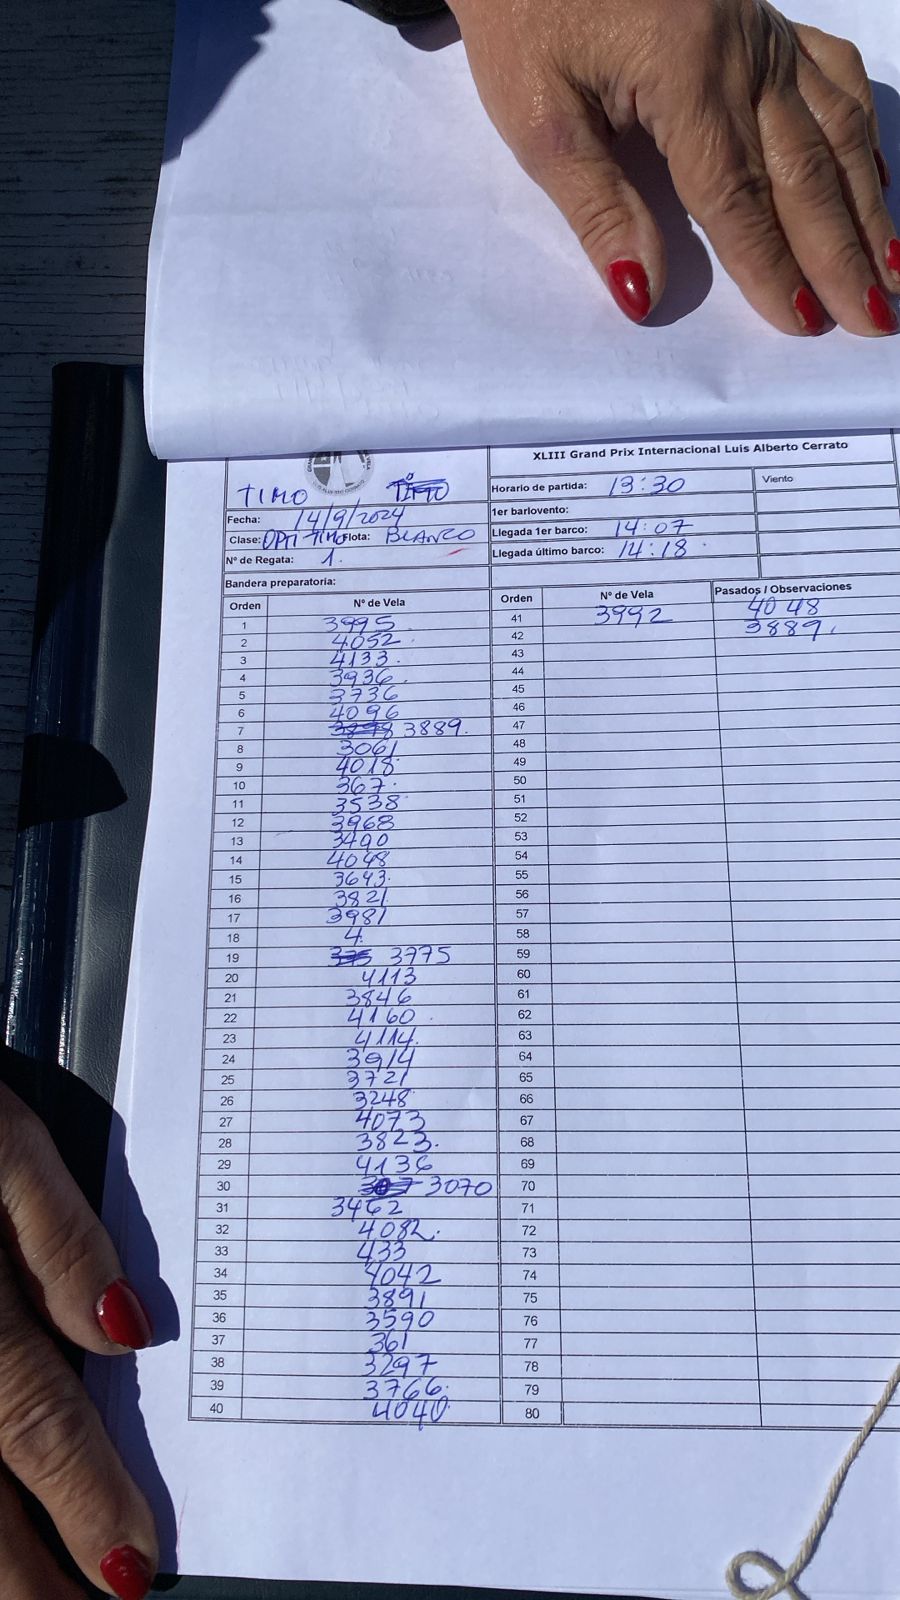 XLIII Grand Prix Internacional Luis Alberto Cerrato
TIMO
Horario de partida: 13:30
Viento
Fecha: 14/9/2024
1er barlovento:
Clase: OPTI TIMO Flota: BLANCO
Llegada 1er barco: 14:07
Nº de Regata: 1.
Llegada último barco: 14:18
Bandera preparatoria:
Orden Nº de Vela Orden Nº de Vela Pasados / Observaciones
1 3995 41 3992 4048
2 4052 42 3889
3 4133 43
4 3936 44
5 3736 45
6 4096 46
7 3889 47
8 3061 48
9 4018 49
10 367 50
11 3538 51
12 3968 52
13 3490 53
14 4048 54
15 3643 55
16 3821 56
17 3981 57
18 4 58
19 3775 59
20 4113 60
21 3846 61
22 4160 62
23 4114 63
24 3914 64
25 3721 65
26 3248 66
27 4073 67
28 3823 68
29 4136 69
30 3070 70
31 3462 71
32 4082 72
33 433 73
34 4042 74
35 3891 75
36 3590 76
37 361 77
38 3297 78
39 3766 79
40 4040 80